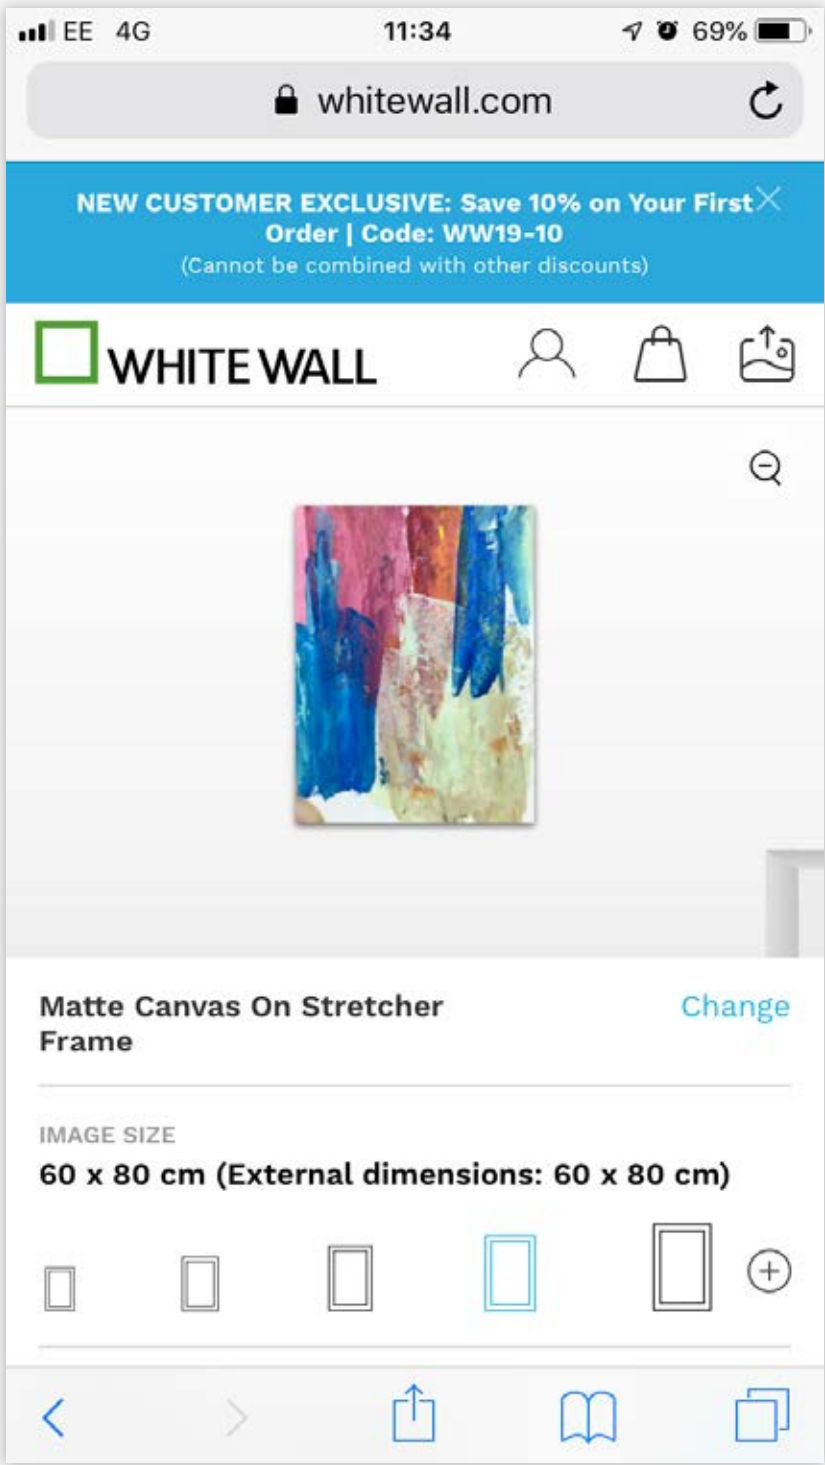 EE 4G 11:34 69%
whitewall.com
NEW CUSTOMER EXCLUSIVE: Save 10% on Your First
Order | Code: WW19-10
(Cannot be combined with other discounts)
WHITE WALL
Matte Canvas On Stretcher Change
Frame
IMAGE SIZE
60 x 80 cm (External dimensions: 60 x 80 cm)